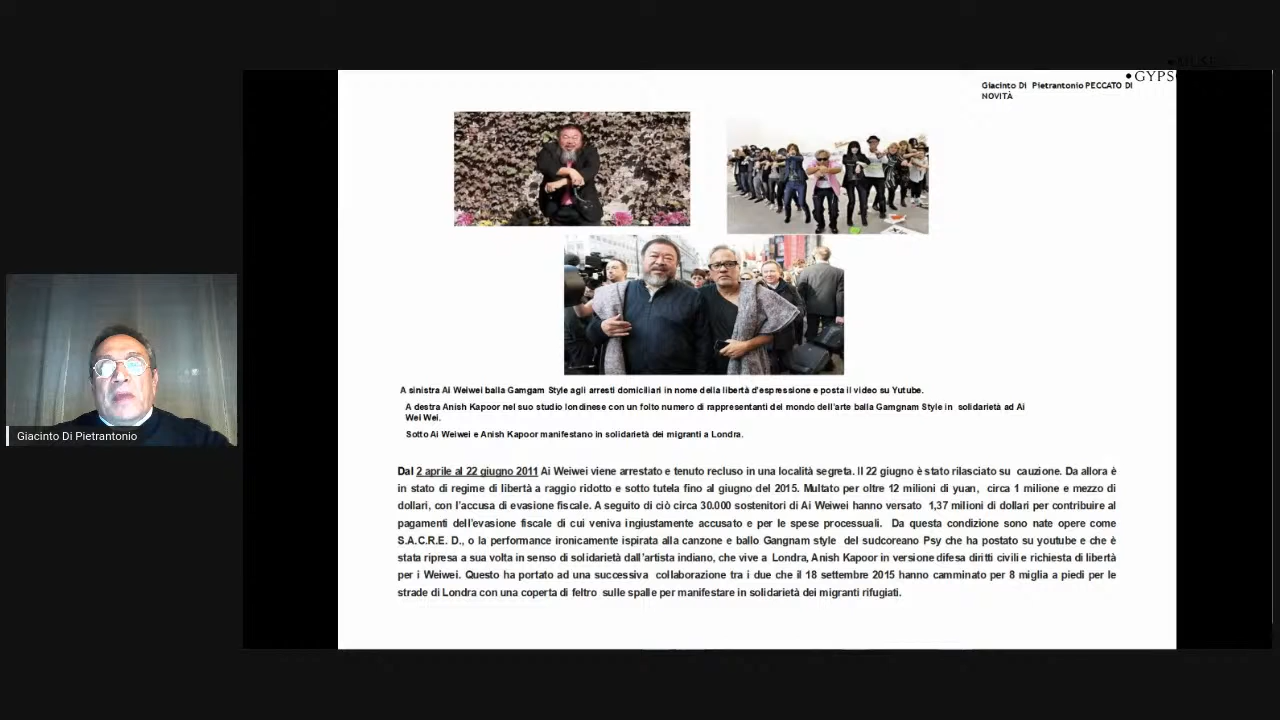 GYPS
Giacinto Di Pietrantonio PECCATO DI
NOVITÀ
A sinistra Ai Weiwei balla Gamgam Style agli arresti domiciliari in nome della libertà d'espressione e posta il video su Yutube.
A destra Anish Kapoor nel suo studio londinese con un folto numero di rappresentanti del mondo dell'arte balla Gamgnam Style in solidarietà ad Ai
Wei Wei.
Sotto Ai Weiwei e Anish Kapoor manifestano in solidarietà dei migranti a Londra.
Giacinto Di Pietrantonio
Dal 2 aprile al 22 giugno 2011 Ai Weiwei viene arrestato e tenuto recluso in una località segreta. Il 22 giugno è stato rilasciato su cauzione. Da allora è
in stato di regime di libertà a raggio ridotto e sotto tutela fino al giugno del 2015. Multato per oltre 12 milioni di yuan, circa 1 milione e mezzo di
dollari, con l'accusa di evasione fiscale. A seguito di ciò circa 30.000 sostenitori di Ai Weiwei hanno versato 1,37 milioni di dollari per contribuire al
pagamenti dell'evasione fiscale di cui veniva ingiustamente accusato e per le spese processuali. Da questa condizione sono nate opere come
S.A.C.R.E. D., o la performance ironicamente ispirata alla canzone e ballo Gangnam style del sudcoreano Psy che ha postato su youtube e che è
stata ripresa a sua volta in senso di solidarietà dall'artista indiano, che vive a Londra, Anish Kapoor in versione difesa diritti civili e richiesta di libertà
per i Weiwei. Questo ha portato ad una successiva collaborazione tra i due che il 18 settembre 2015 hanno camminato per 8 miglia a piedi per le
strade di Londra con una coperta di feltro sulle spalle per manifestare in solidarietà dei migranti rifugiati.